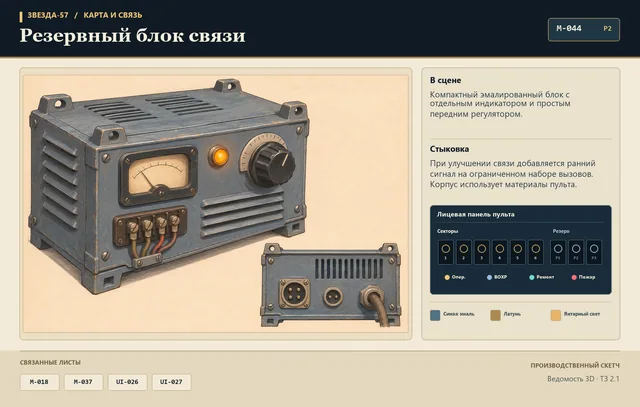 ЗВЕЗДА-57 / КАРТА И СВЯЗЬ
Резервный блок связи
M-044 P2
В сцене
Компактный эмалированный блок с
отдельным индикатором и простым
передним регулятором.
Стыковка
При улучшении связи добавляется ранний
сигнал на ограниченном наборе вызовов.
Корпус использует материалы пульта.
Лицевая панель пульта
Секторы Резерв
1 2 3 4 5 6 Р1 Р2 Р3
Опер. ВОХР Ремонт Пожар
Синяя эмаль Латунь Янтарный свет
СВЯЗАННЫЕ ЛИСТЫ
M-018 M-037 UI-026 UI-027
ПРОИЗВОДСТВЕННЫЙ СКЕТЧ
Ведомость 3D · ТЗ 2.1